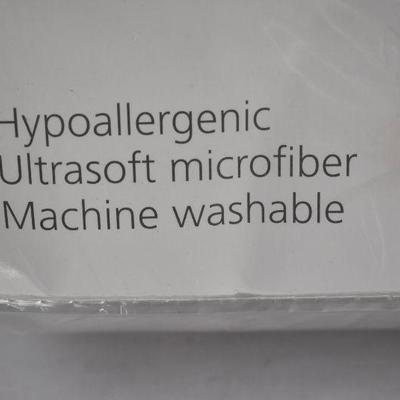 Hypoallergenic
Ultrasoft microfiber
Machine washable